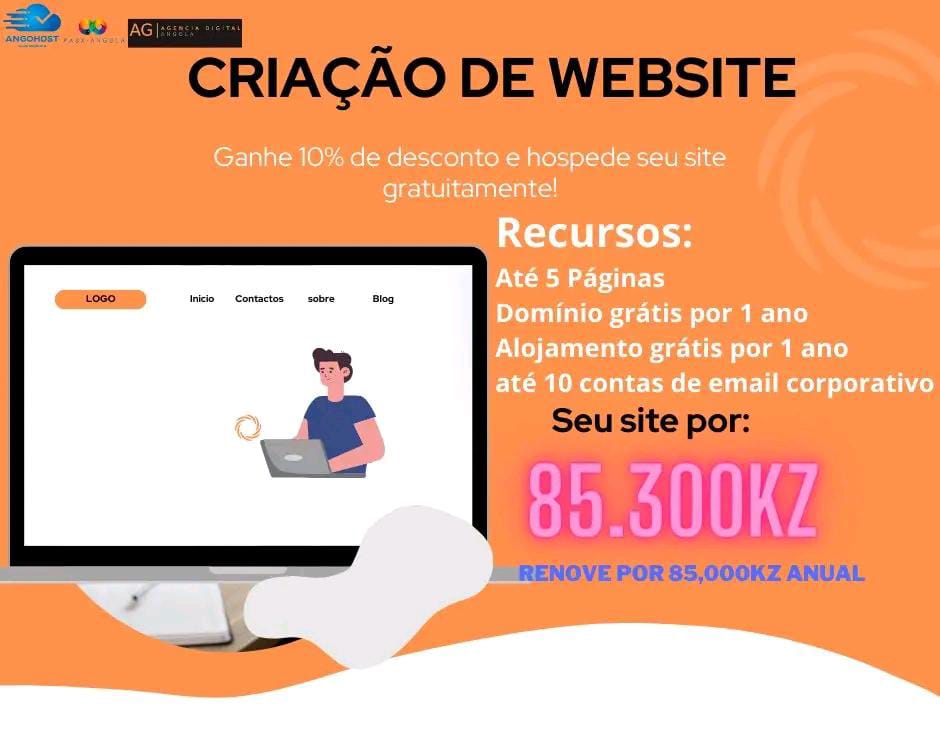 ANGOHOST
PABX-ANGOLA
AG AGENCIA DIGITAL
ANGOLA
CRIAÇÃO DE WEBSITE
Ganhe 10% de desconto e hospede seu site
gratuitamente!
Recursos:
Até 5 Páginas
Domínio grátis por 1 ano
Alojamento grátis por 1 ano
até 10 contas de email corporativo
LOGO Inicio Contactos sobre Blog
Seu site por:
85.300KZ
RENOVE POR 85,000KZ ANUAL